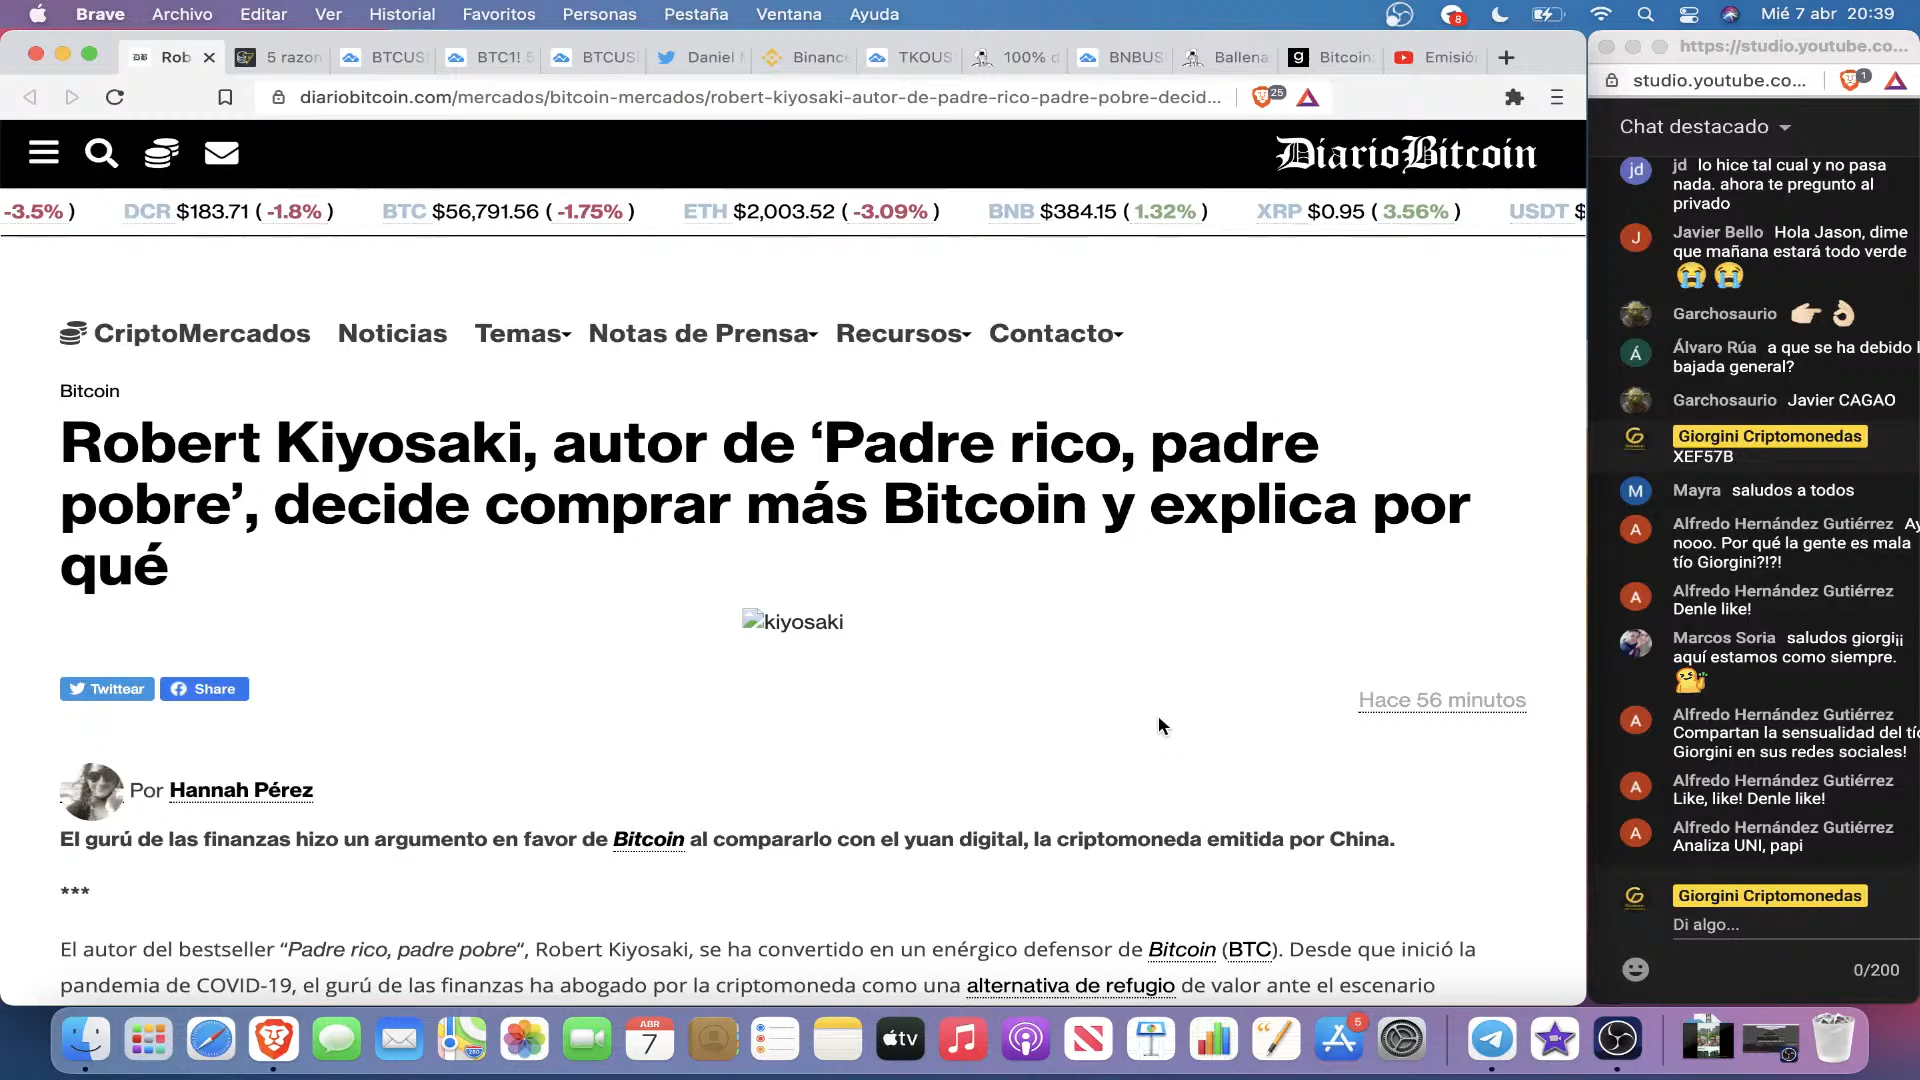 Brave Archivo Editar Ver Historial Favoritos Personas Pestaña Ventana Ayuda 8 Mié 7 abr 20:39
Rob 5 razon BTCUS BTC1! 5 BTCUS Daniel Binance TKOUS 100% d BNBUS Ballena Bitcoin Emisió
https://studio.youtube.co...
diariobitcoin.com/mercados/bitcoin-mercados/robert-kiyosaki-autor-de-padre-rico-padre-pobre-decid... 25
studio.youtube.co... 1
DiarioBitcoin
-3.5% ) DCR $183.71 ( -1.8% ) BTC $56,791.56 ( -1.75% ) ETH $2,003.52 ( -3.09% ) BNB $384.15 ( 1.32% ) XRP $0.95 ( 3.56% ) USDT $
CriptoMercados Noticias Temas Notas de Prensa Recursos Contacto
Bitcoin
Robert Kiyosaki, autor de ‘Padre rico, padre
pobre’, decide comprar más Bitcoin y explica por
qué
kiyosaki
Twittear Share
Hace 56 minutos
Por Hannah Pérez
El gurú de las finanzas hizo un argumento en favor de Bitcoin al compararlo con el yuan digital, la criptomoneda emitida por China.
***
El autor del bestseller “Padre rico, padre pobre“, Robert Kiyosaki, se ha convertido en un enérgico defensor de Bitcoin (BTC). Desde que inició la
pandemia de COVID-19, el gurú de las finanzas ha abogado por la criptomoneda como una alternativa de refugio de valor ante el escenario
Chat destacado
jd jd lo hice tal cual y no pasa
nada. ahora te pregunto al
privado
J Javier Bello Hola Jason, dime
que mañana estará todo verde
Garchosaurio
Á Álvaro Rúa a que se ha debido l
bajada general?
Garchosaurio Javier CAGAO
Giorgini Criptomonedas
XEF57B
M Mayra saludos a todos
A Alfredo Hernández Gutiérrez Ay
nooo. Por qué la gente es mala
tío Giorgini?!?!
A Alfredo Hernández Gutiérrez
Denle like!
Marcos Soria saludos giorgi¡¡
aquí estamos como siempre.
A Alfredo Hernández Gutiérrez
Compartan la sensualidad del tío
Giorgini en sus redes sociales!
A Alfredo Hernández Gutiérrez
Like, like! Denle like!
A Alfredo Hernández Gutiérrez
Analiza UNI, papi
Giorgini Criptomonedas
Di algo...
0/200
ABR
7
280
tv
5